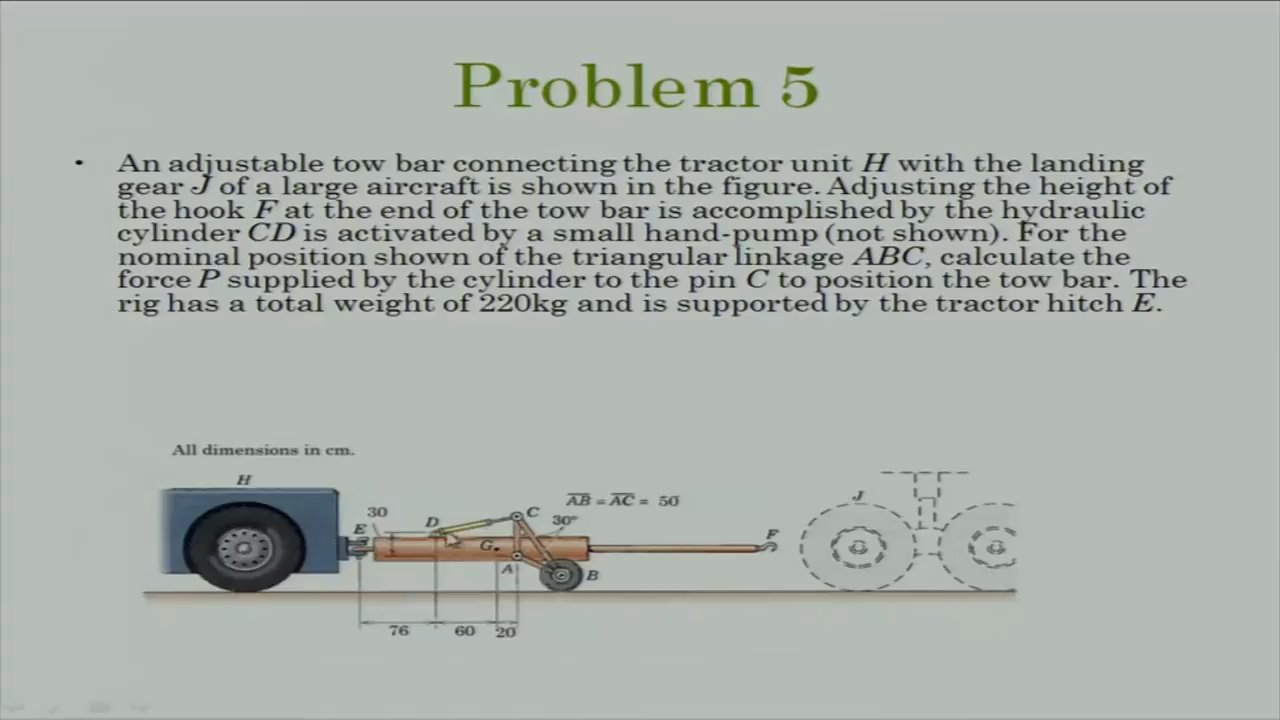 Problem 5
• An adjustable tow bar connecting the tractor unit H with the landing
gear J of a large aircraft is shown in the figure. Adjusting the height of
the hook F at the end of the tow bar is accomplished by the hydraulic
cylinder CD is activated by a small hand-pump (not shown). For the
nominal position shown of the triangular linkage ABC, calculate the
force P supplied by the cylinder to the pin C to position the tow bar. The
rig has a total weight of 220kg and is supported by the tractor hitch E.
All dimensions in cm.
H
J
AB = AC = 50
30
D
C
30°
E
F
G
A
B
76
60
20